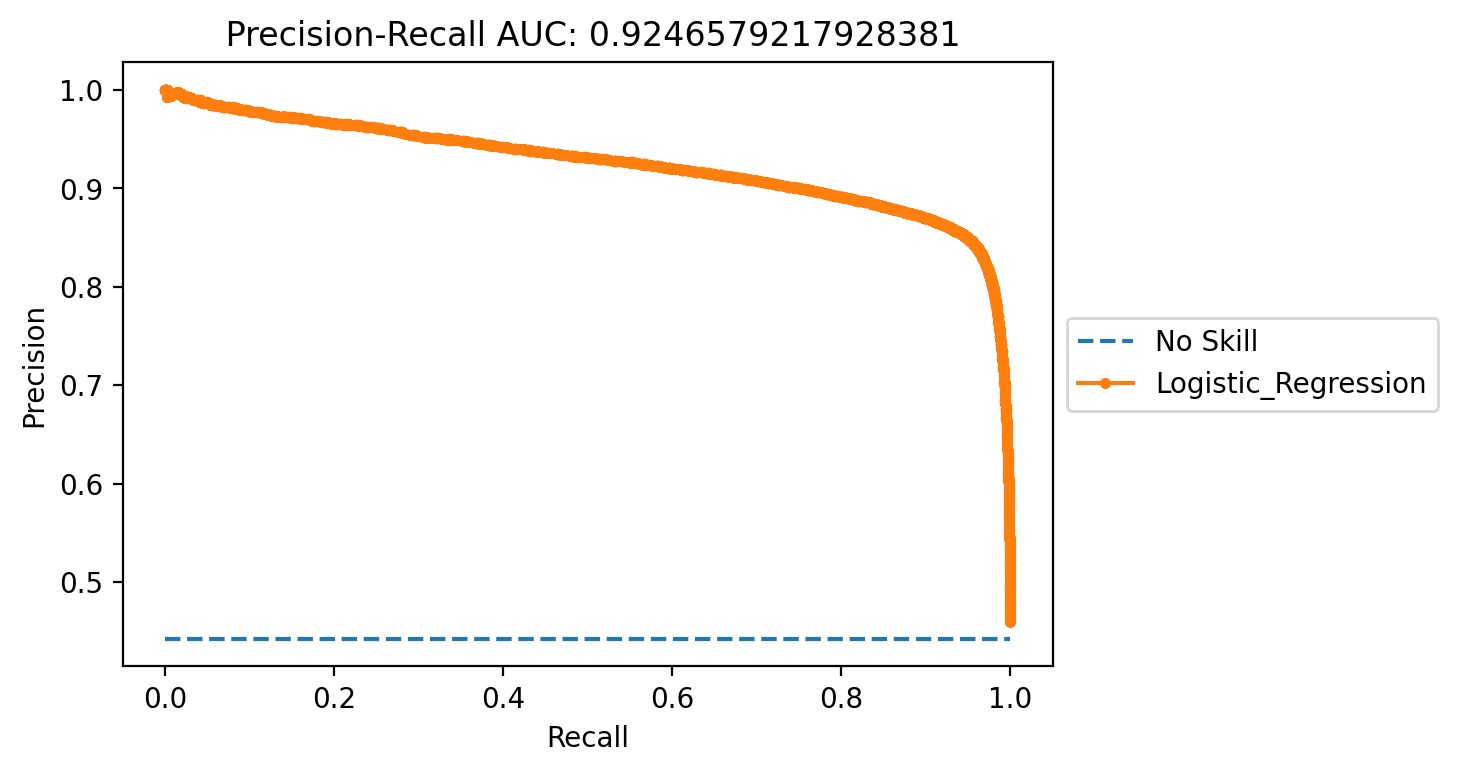 Precision-Recall AUC: 0.9246579217928381
1.0
0.9
0.8
0.7
0.6
0.5
Precision
0.0 0.2 0.4 0.6 0.8 1.0
Recall
No Skill
Logistic_Regression